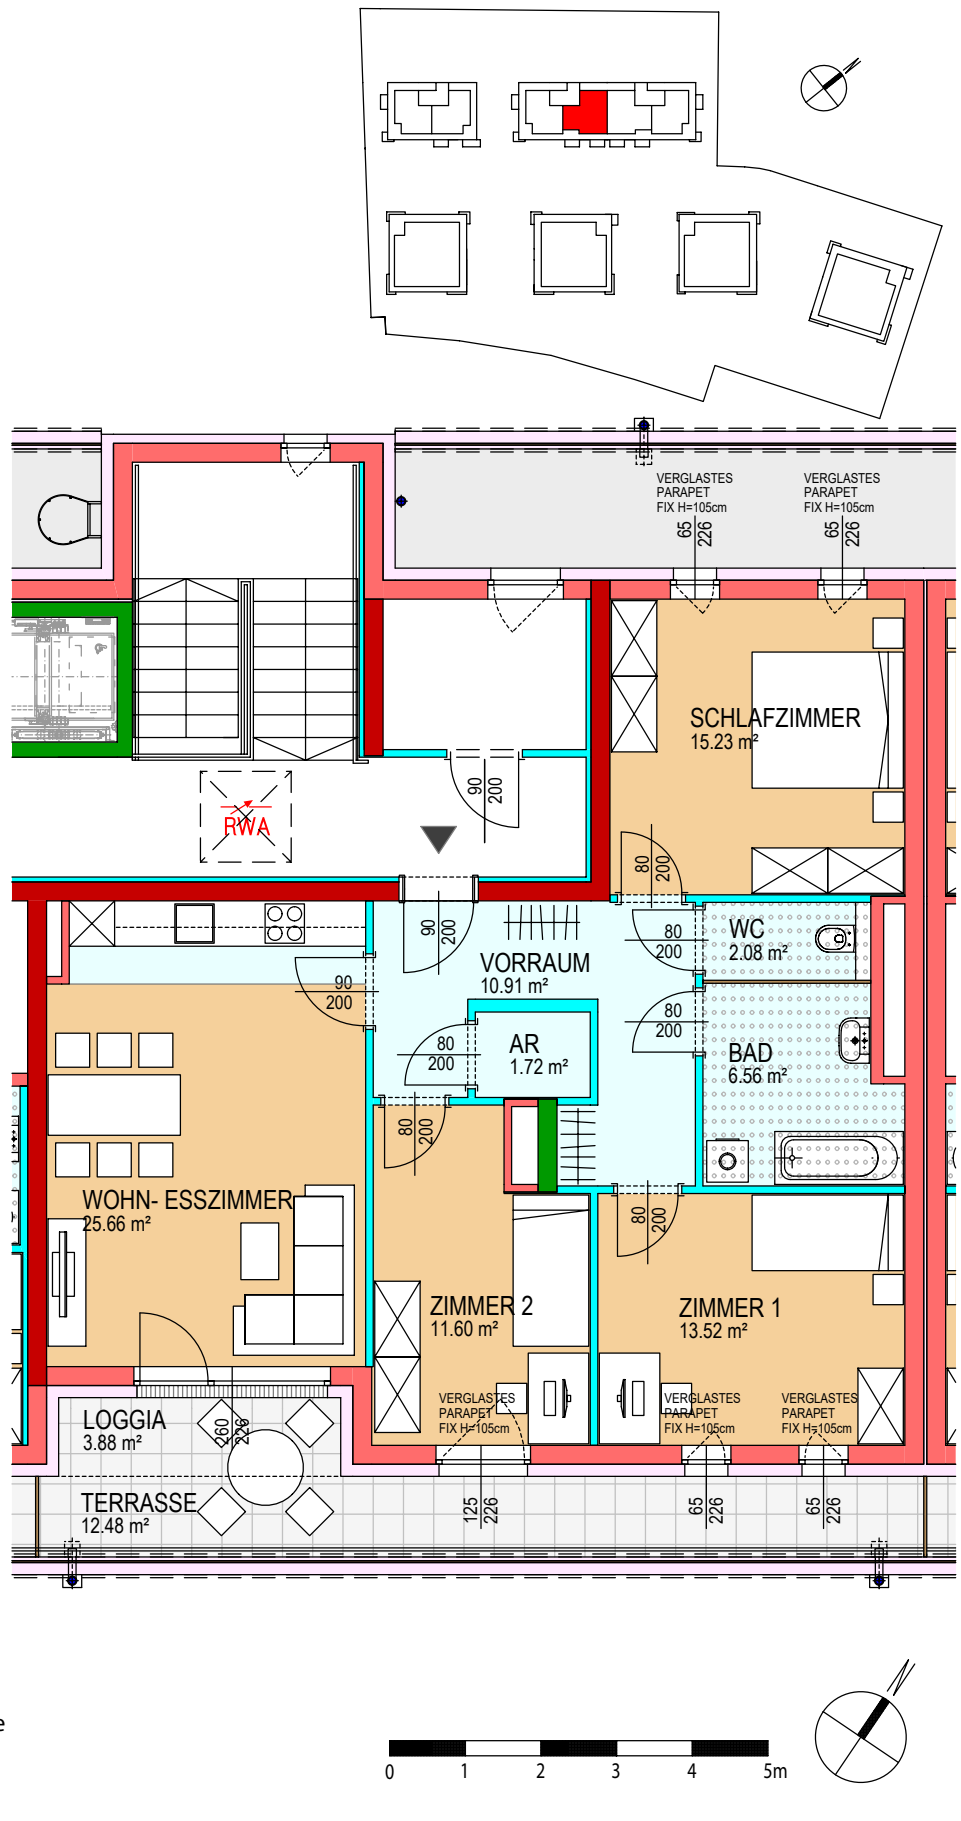 VERGLASTES
PARAPET
FIX H=105cm
65
226
VERGLASTES
PARAPET
FIX H=105cm
65
226
SCHLAFZIMMER
15.23 m²
90
200
RWA
80
200
90
200
WC
2.08 m²
80
200
VORRAUM
10.91 m²
90
200
80
200
AR
1.72 m²
80
200
BAD
6.56 m²
80
200
WOHN- ESSZIMMER
25.66 m²
80
200
ZIMMER 2
11.60 m²
ZIMMER 1
13.52 m²
VERGLASTES
PARAPET
FIX H=105cm
VERGLASTES
PARAPET
FIX H=105cm
VERGLASTES
PARAPET
FIX H=105cm
LOGGIA
3.88 m²
260
226
TERRASSE
12.48 m²
125
226
65
226
65
226
e
0 1 2 3 4 5m